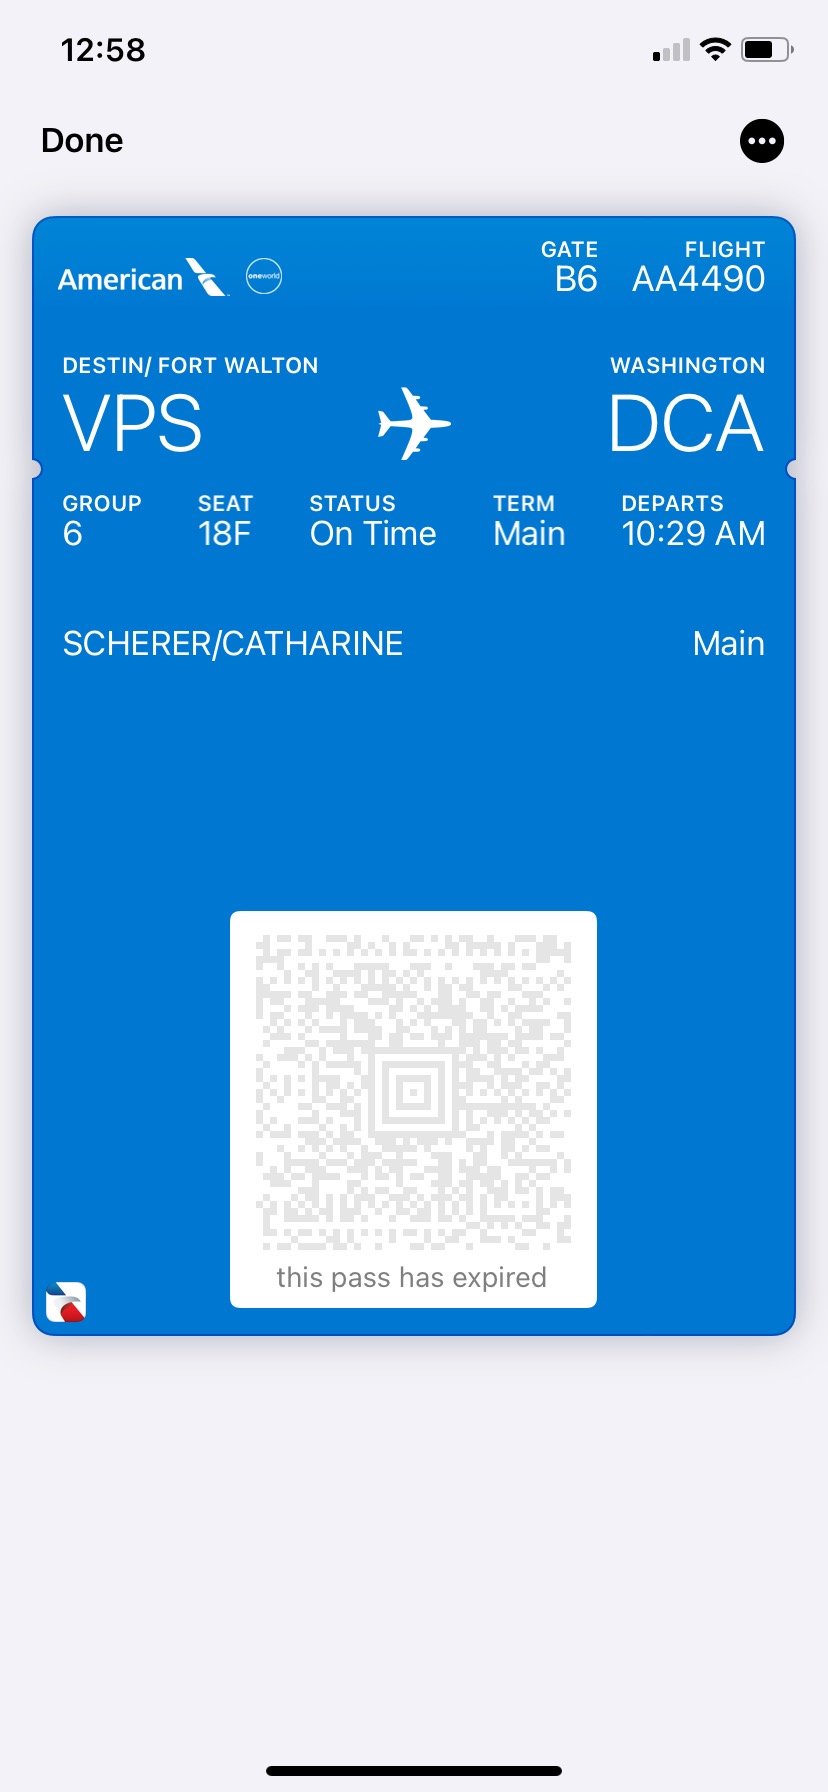 12:58
Done
American oneworld
GATE FLIGHT
B6 AA4490
DESTIN/ FORT WALTON WASHINGTON
VPS DCA
GROUP SEAT STATUS TERM DEPARTS
6 18F On Time Main 10:29 AM
SCHERER/CATHARINE Main
this pass has expired